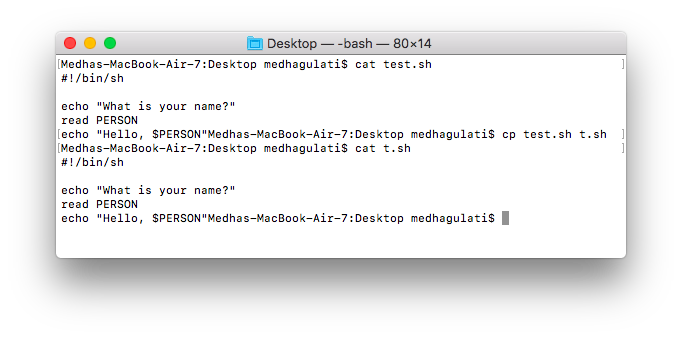 Desktop — -bash — 80×14
[Medhas-MacBook-Air-7:Desktop medhagulati$ cat test.sh ]
#!/bin/sh
echo "What is your name?"
read PERSON
[echo "Hello, $PERSON"Medhas-MacBook-Air-7:Desktop medhagulati$ cp test.sh t.sh ]
[Medhas-MacBook-Air-7:Desktop medhagulati$ cat t.sh ]
#!/bin/sh
echo "What is your name?"
read PERSON
echo "Hello, $PERSON"Medhas-MacBook-Air-7:Desktop medhagulati$